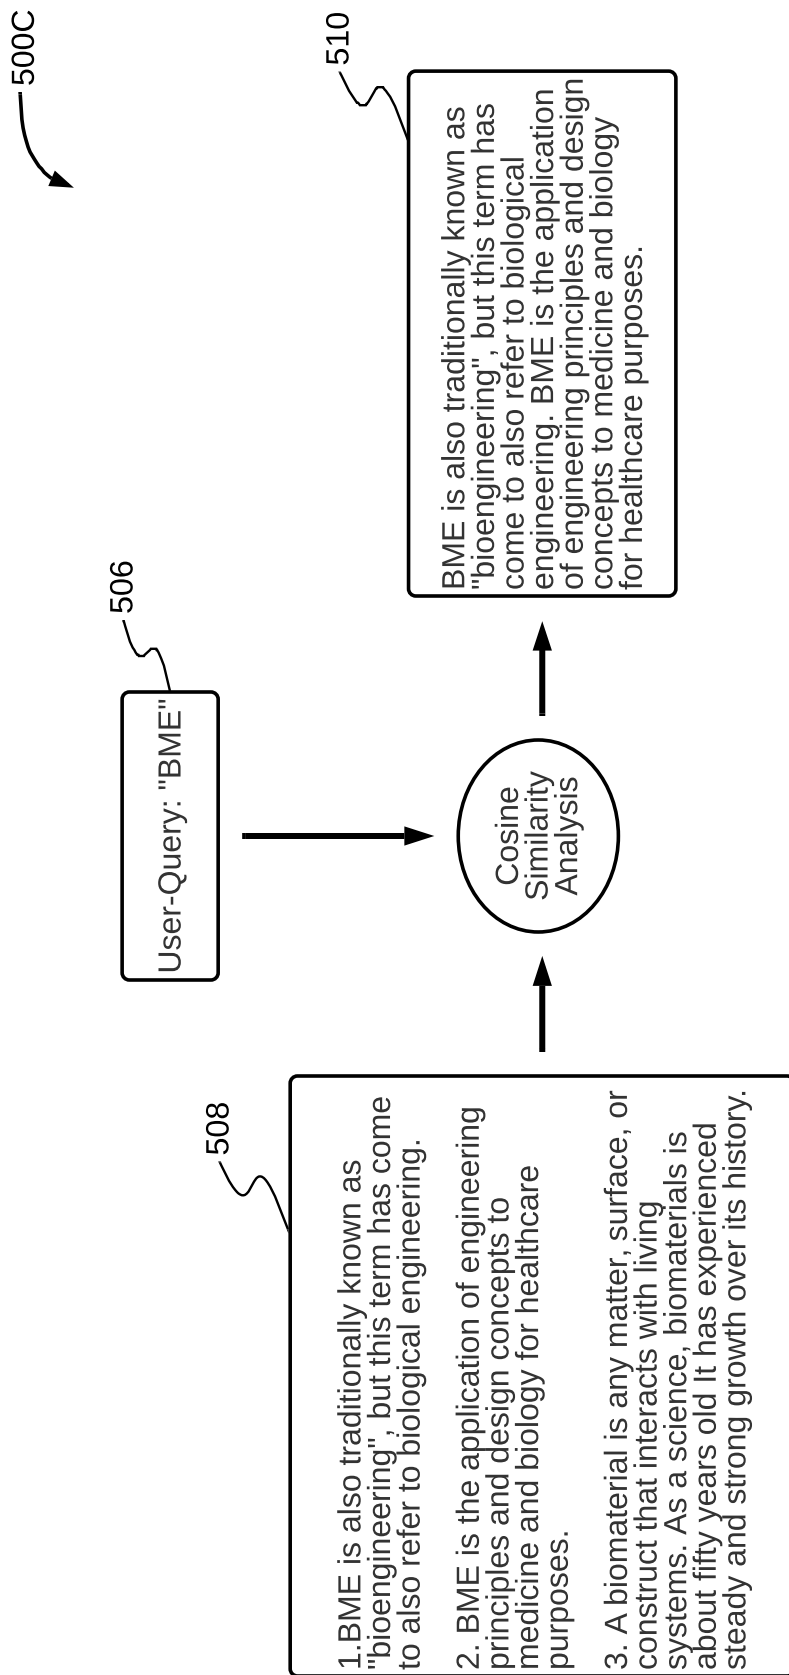 500C
510
BME is also traditionally known as
"bioengineering", but this term has
come to also refer to biological
engineering. BME is the application
of engineering principles and design
concepts to medicine and biology
for healthcare purposes.
506
User-Query: "BME"
Cosine
Similarity
Analysis
508
1.BME is also traditionally known as
"bioengineering", but this term has come
to also refer to biological engineering.
2. BME is the application of engineering
principles and design concepts to
medicine and biology for healthcare
purposes.
3. A biomaterial is any matter, surface, or
construct that interacts with living
systems. As a science, biomaterials is
about fifty years old It has experienced
steady and strong growth over its history.